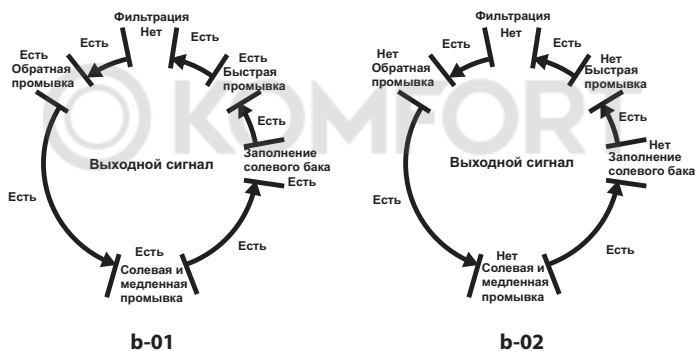 Фильтрация
Нет
Есть
Есть
Есть
Обратная
промывка
Есть
Быстрая
промывка
Есть
Заполнение
солевого бака
Есть
Выходной сигнал
Есть
Есть
Есть
Солевая и
медленная
промывка
b-01
Фильтрация
Нет
Есть
Есть
Нет
Обратная
промывка
Нет
Быстрая
промывка
Есть
Нет
Заполнение
солевого бака
Выходной сигнал
Есть
Есть
Нет
Солевая и
медленная
промывка
b-02
KOMFORT